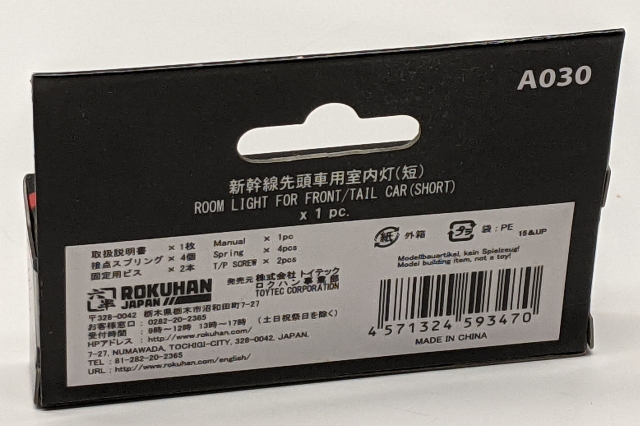 A030
新幹線先頭車用室内灯(短)
ROOM LIGHT FOR FRONT/TAIL CAR(SHORT)
x 1 pc.
取扱説明書 ×1枚 Manual × 1pc
接点スプリング ×4個 Spring × 4pcs
固定用ビス ×2本 T/P SCREW × 2pcs
紙 外箱 プラ 袋:PE 15&UP
Modellbauartikel, kein Spielzeug!
Model building item, not a toy!
六半 ROKUHAN JAPAN
発売元 株式会社 トイテック
ロクハン事業部
TOYTEC CORPORATION
〒328-0042 栃木県栃木市沼和田町7-27
お客様窓口:0282-20-2365
受付時間 :9時〜12時 13時〜17時 (土日祝祭日を除く)
HPアドレス :http://www.rokuhan.com/
7-27, NUMAWADA, TOCHIGI-CITY, 328-0042, JAPAN.
TEL : 81-282-20-2365
URL : http://www.rokuhan.com/english/
4 571324 593470
MADE IN CHINA